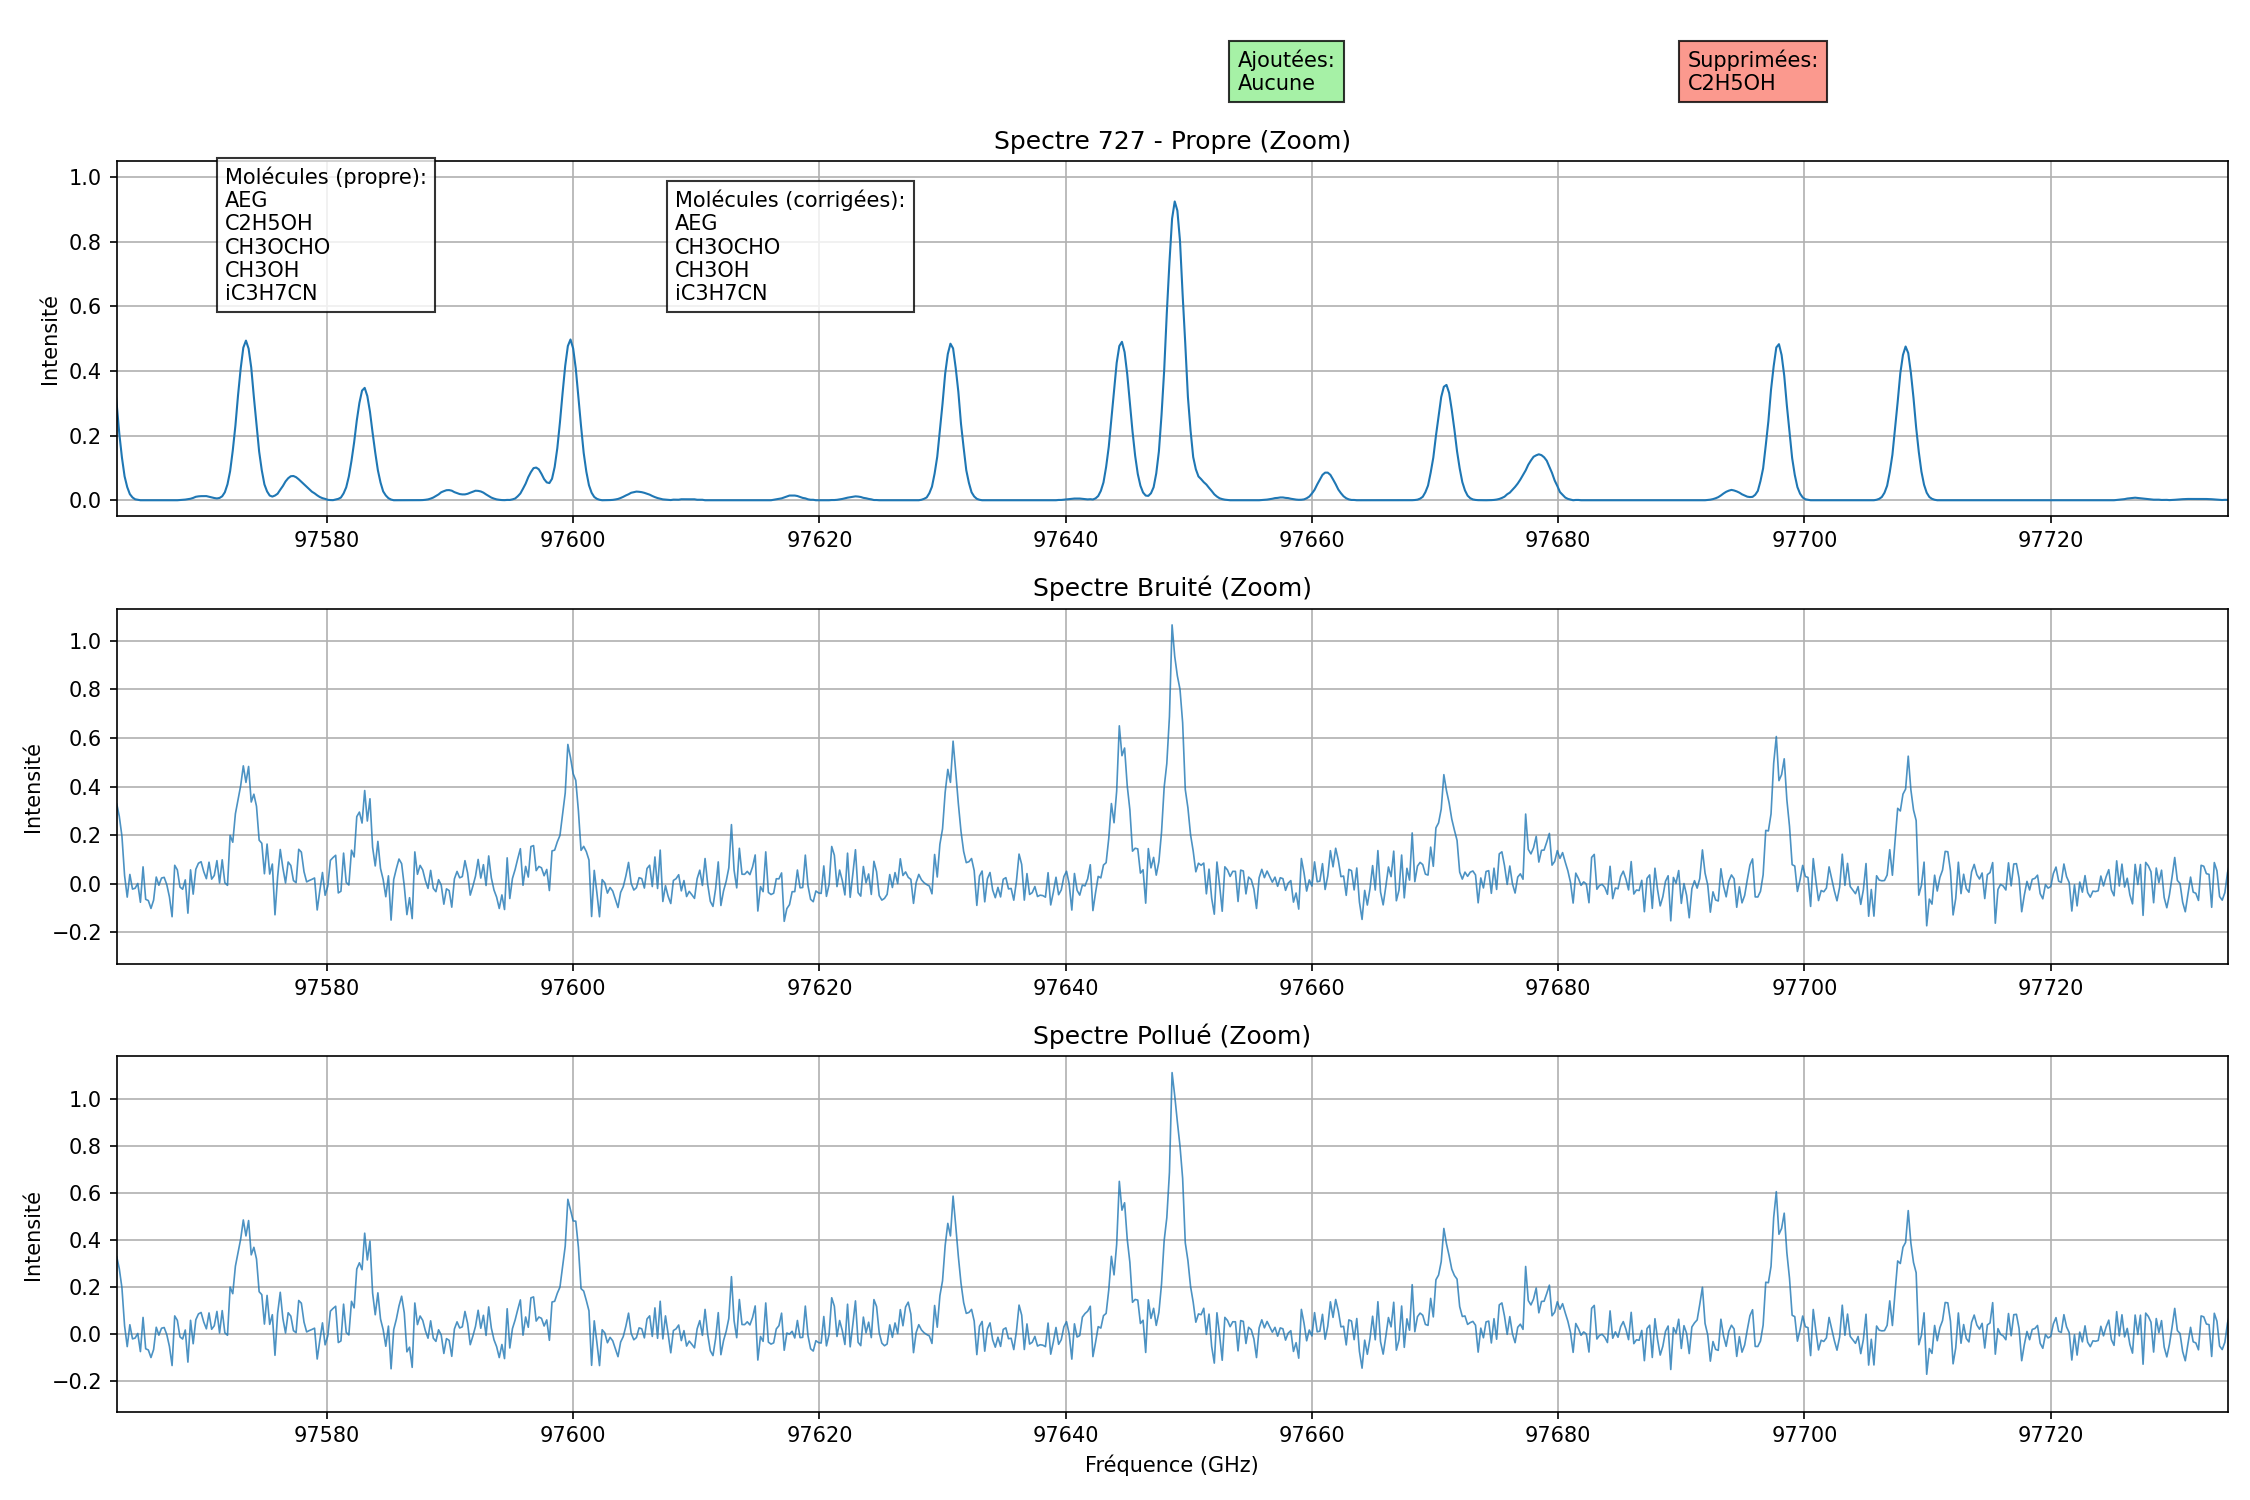 Ajoutées:
Aucune
Supprimées:
C2H5OH
Spectre 727 - Propre (Zoom)
Molécules (propre):
AEG
C2H5OH
CH3OCHO
CH3OH
iC3H7CN
Molécules (corrigées):
AEG
CH3OCHO
CH3OH
iC3H7CN
Intensité
1.0
0.8
0.6
0.4
0.2
0.0
97580 97600 97620 97640 97660 97680 97700 97720
Spectre Bruité (Zoom)
Intensité
1.0
0.8
0.6
0.4
0.2
0.0
−0.2
97580 97600 97620 97640 97660 97680 97700 97720
Spectre Pollué (Zoom)
Intensité
1.0
0.8
0.6
0.4
0.2
0.0
−0.2
97580 97600 97620 97640 97660 97680 97700 97720
Fréquence (GHz)